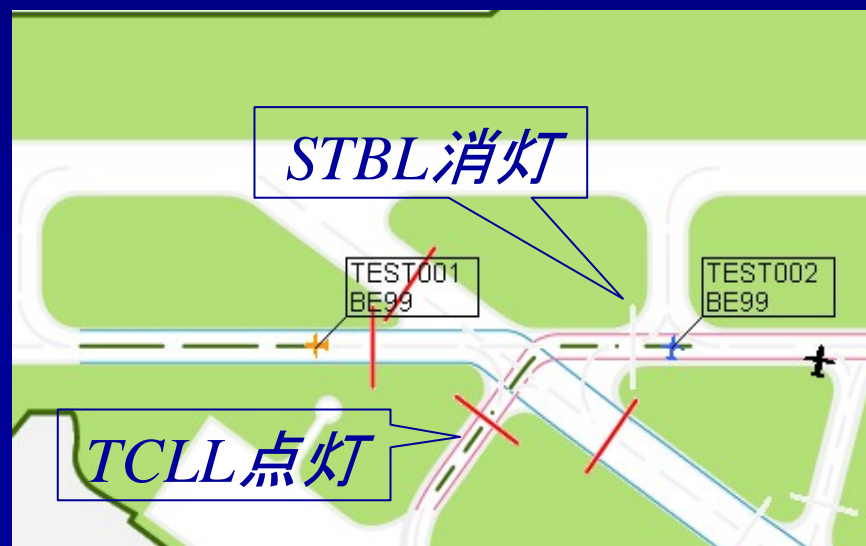 STBL消灯
TEST001
BE99
TEST002
BE99
TCLL点灯